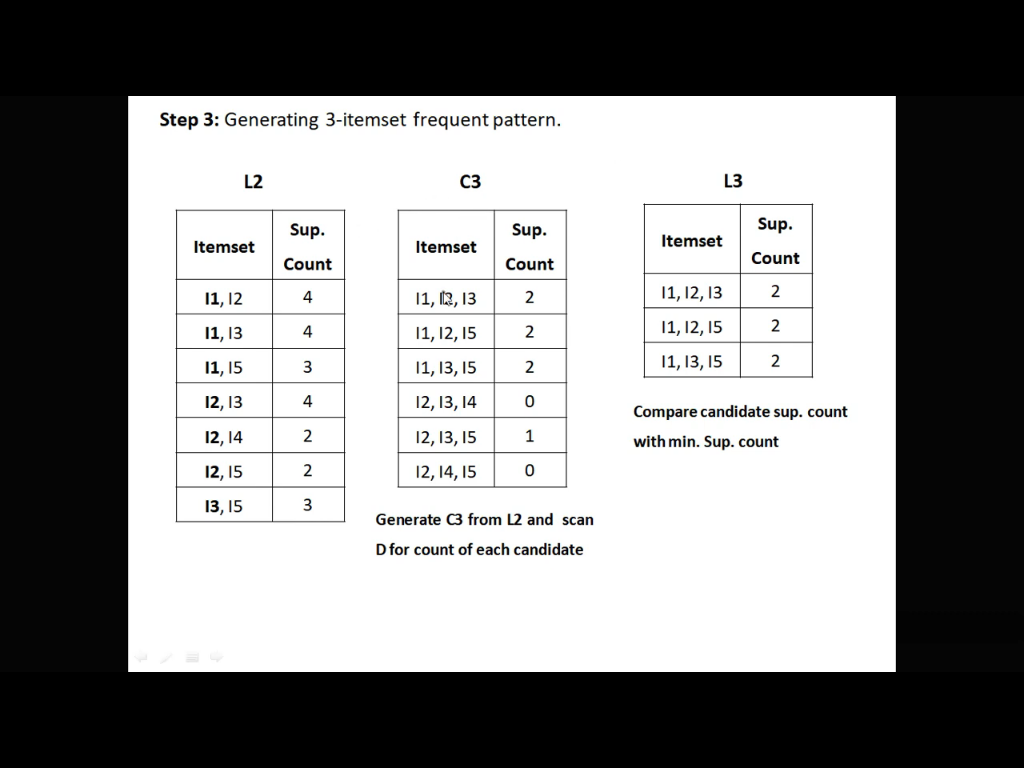 Step 3: Generating 3-itemset frequent pattern.
L2
Itemset Sup. Count
I1, I2 4
I1, I3 4
I1, I5 3
I2, I3 4
I2, I4 2
I2, I5 2
I3, I5 3
C3
Itemset Sup. Count
I1, I2, I3 2
I1, I2, I5 2
I1, I3, I5 2
I2, I3, I4 0
I2, I3, I5 1
I2, I4, I5 0
Generate C3 from L2 and scan
D for count of each candidate
L3
Itemset Sup. Count
I1, I2, I3 2
I1, I2, I5 2
I1, I3, I5 2
Compare candidate sup. count
with min. Sup. count